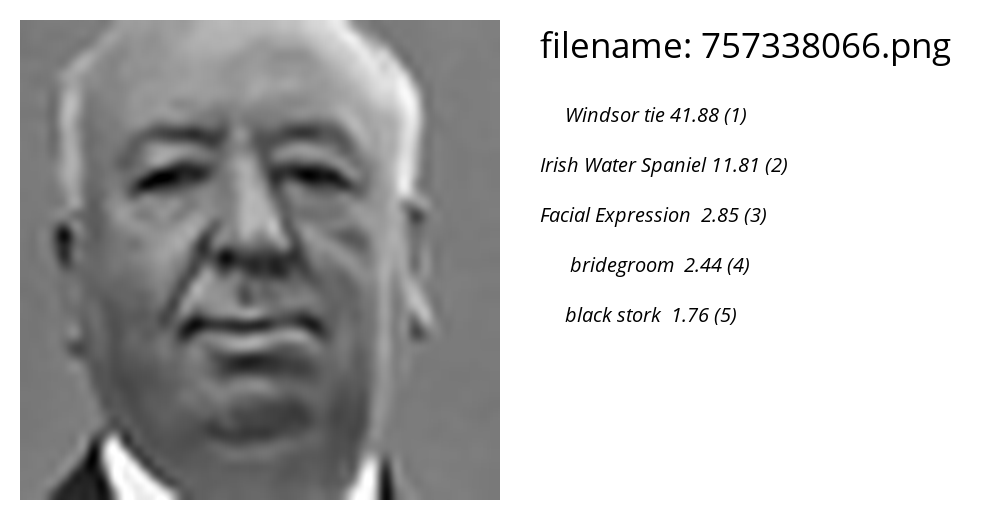 filename: 757338066.png
Windsor tie 41.88 (1)
Irish Water Spaniel 11.81 (2)
Facial Expression 2.85 (3)
bridegroom 2.44 (4)
black stork 1.76 (5)